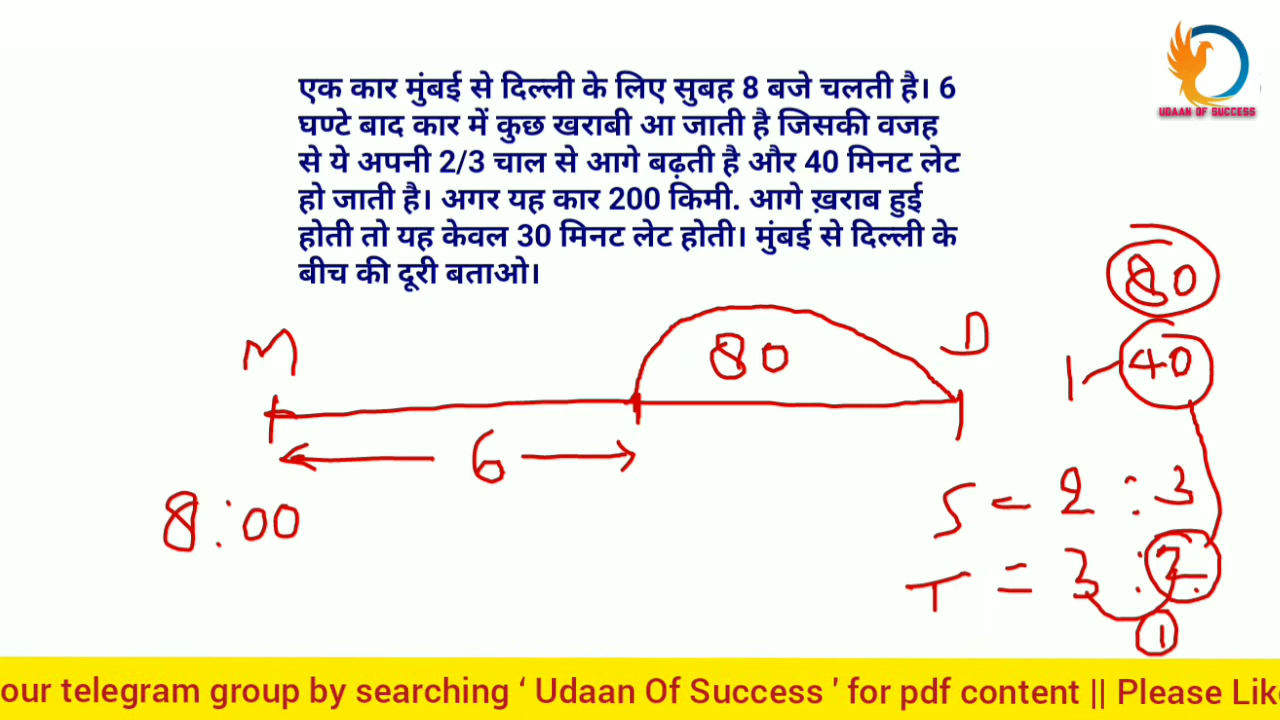 UDAAN OF SUCCESS
एक कार मुंबई से दिल्ली के लिए सुबह 8 बजे चलती है। 6
घण्टे बाद कार में कुछ खराबी आ जाती है जिसकी वजह
से ये अपनी 2/3 चाल से आगे बढ़ती है और 40 मिनट लेट
हो जाती है। अगर यह कार 200 किमी. आगे ख़राब हुई
होती तो यह केवल 30 मिनट लेट होती। मुंबई से दिल्ली के
बीच की दूरी बताओ।
80
M 80 D 1 40
6
8:00 S = 2 : 3
T = 3 : 2
1
our telegram group by searching ‘ Udaan Of Success ' for pdf content || Please Lik